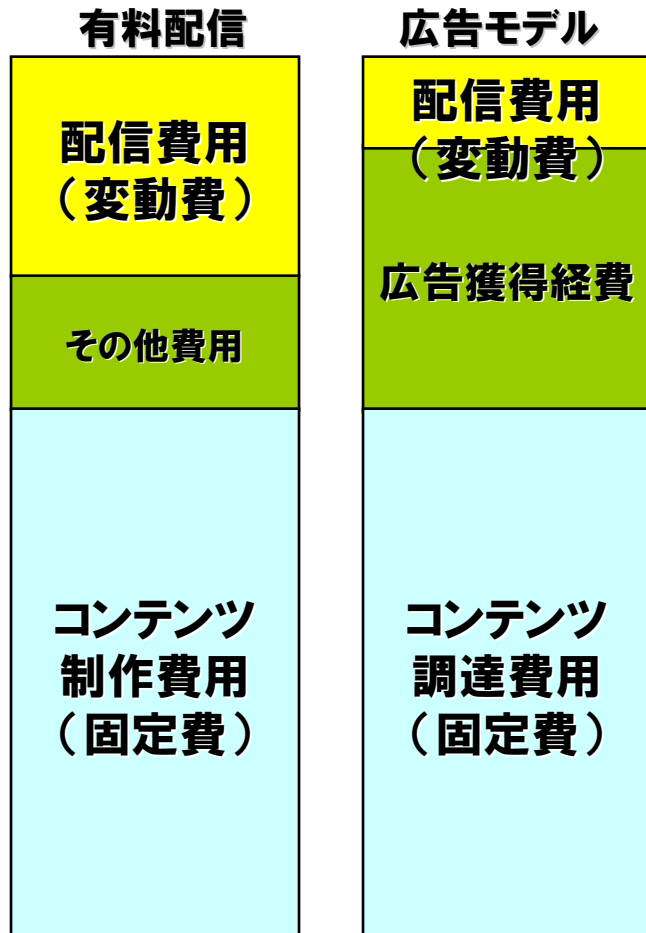 有料配信
配信費用
（変動費）
その他費用
コンテンツ
制作費用
（固定費）
広告モデル
配信費用
（変動費）
広告獲得経費
コンテンツ
調達費用
（固定費）